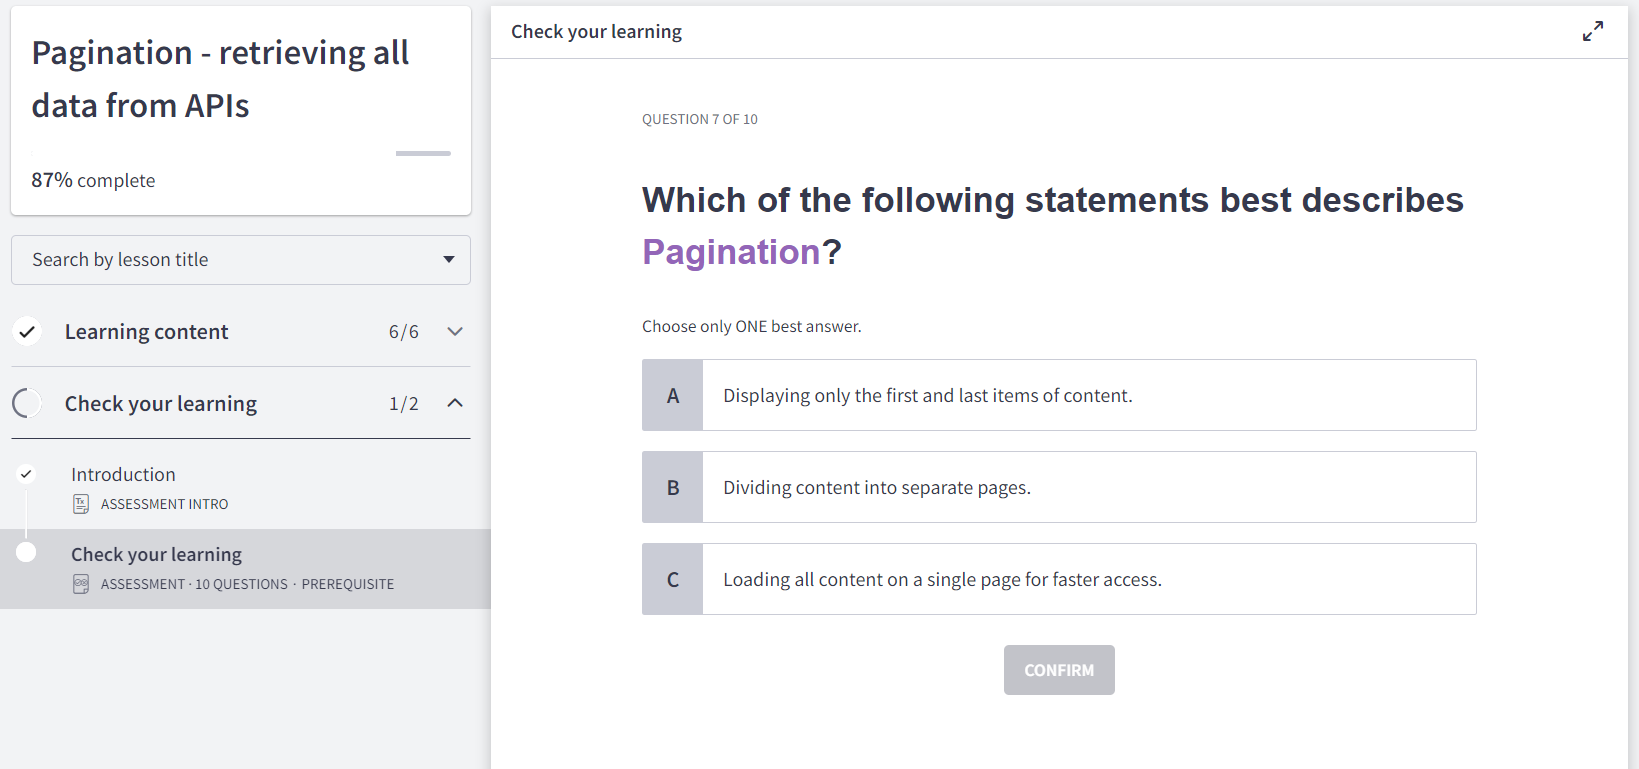 Pagination - retrieving all
data from APIs
87% complete
Search by lesson title
Learning content 6/6
Check your learning 1/2
Introduction
Tx ASSESSMENT INTRO
Check your learning
ASSESSMENT · 10 QUESTIONS · PREREQUISITE
Check your learning
QUESTION 7 OF 10
Which of the following statements best describes
Pagination?
Choose only ONE best answer.
A Displaying only the first and last items of content.
B Dividing content into separate pages.
C Loading all content on a single page for faster access.
CONFIRM